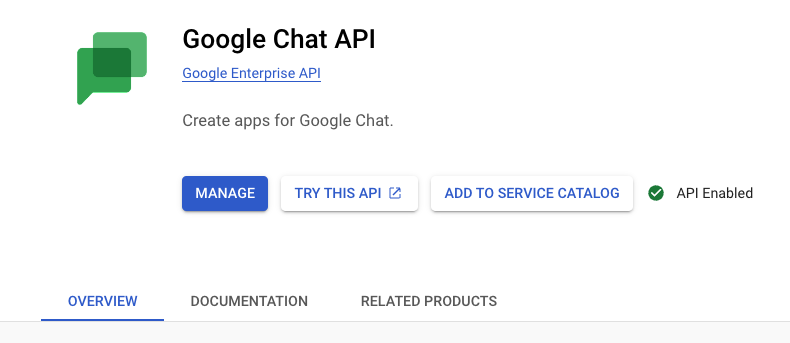 Google Chat API
Google Enterprise API
Create apps for Google Chat.
MANAGE
TRY THIS API
ADD TO SERVICE CATALOG
API Enabled
OVERVIEW
DOCUMENTATION
RELATED PRODUCTS